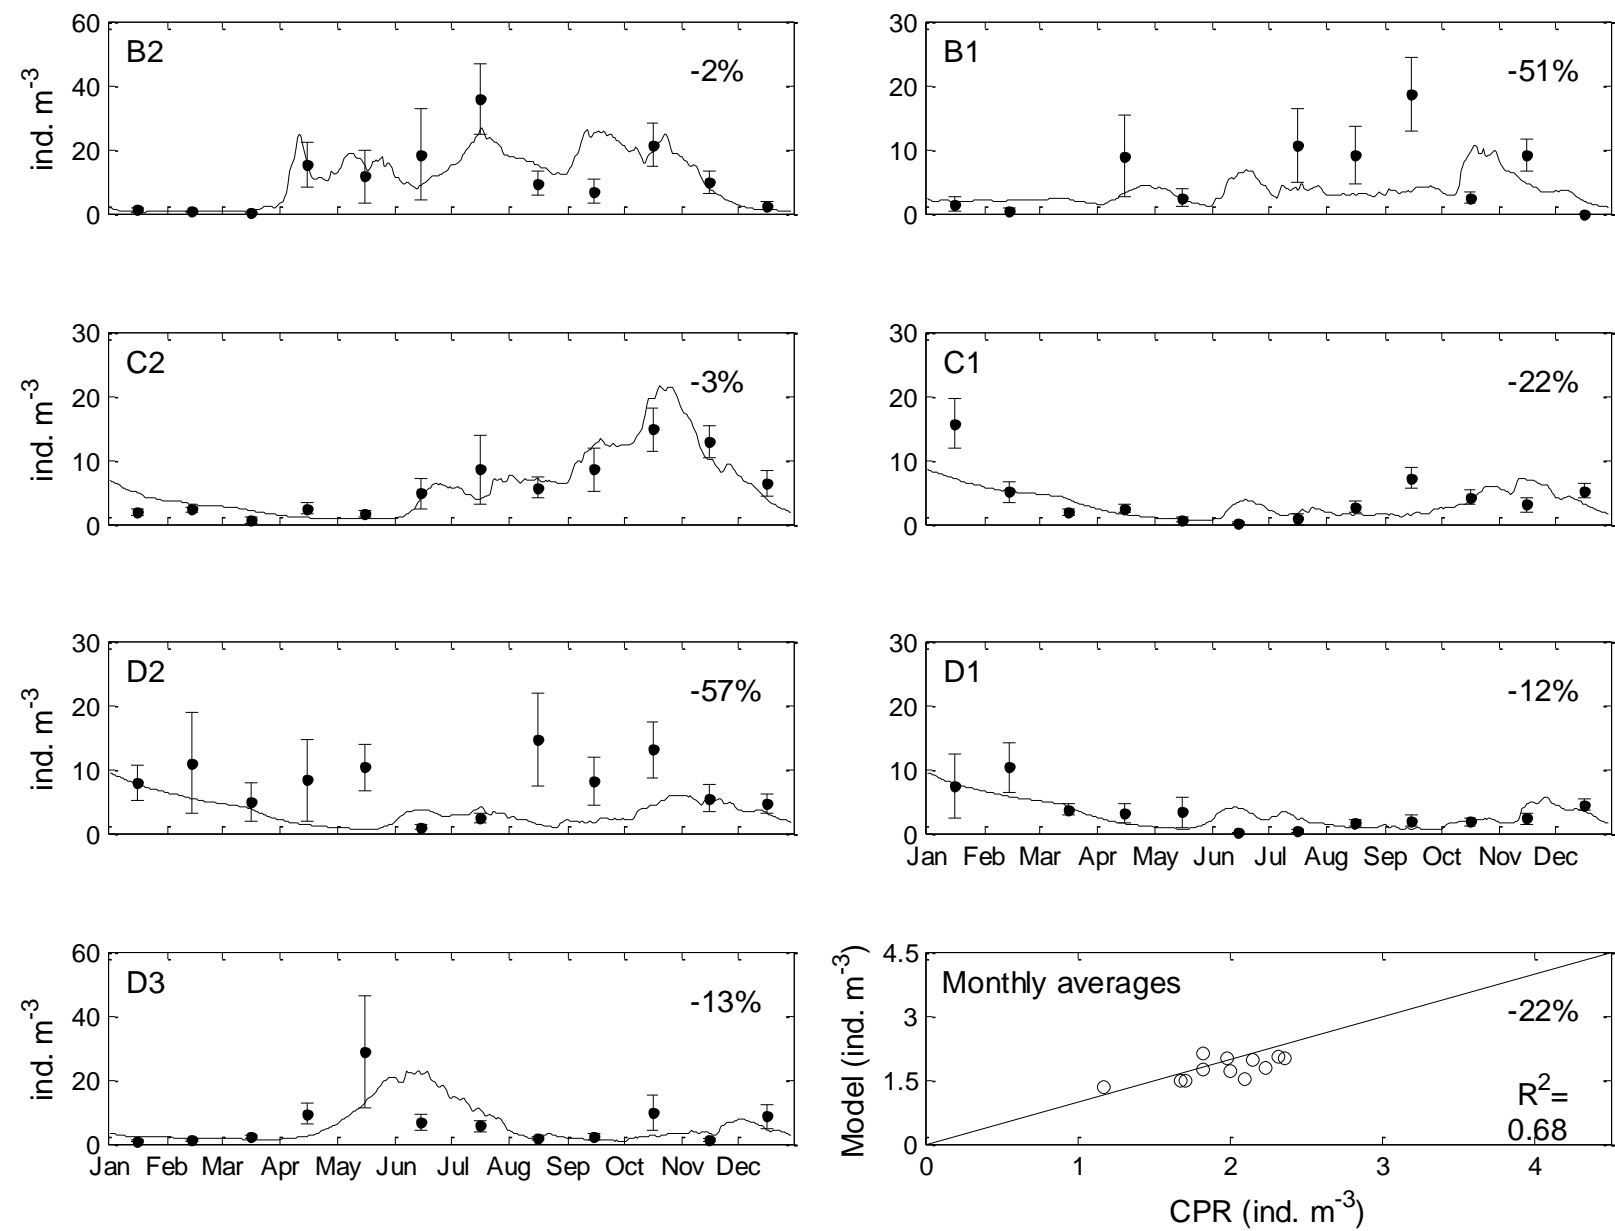 60
40
20
0
ind. m-3
B2
-2%
30
20
10
0
B1
-51%
30
20
10
0
ind. m-3
C2
-3%
30
20
10
0
C1
-22%
30
20
10
0
ind. m-3
D2
-57%
30
20
10
0
D1
-12%
Jan Feb Mar Apr May Jun Jul Aug Sep Oct Nov Dec
60
40
20
0
ind. m-3
D3
-13%
Jan Feb Mar Apr May Jun Jul Aug Sep Oct Nov Dec
4.5
3
1.5
0
Model (ind. m-3)
Monthly averages
-22%
R2=
0.68
0 1 2 3 4
CPR (ind. m-3)